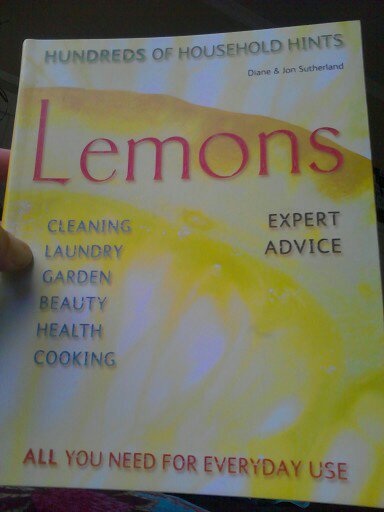 HUNDREDS OF HOUSEHOLD HINTS
Diane & Jon Sutherland
Lemons
CLEANING
LAUNDRY
GARDEN
BEAUTY
HEALTH
COOKING
EXPERT
ADVICE
ALL YOU NEED FOR EVERYDAY USE